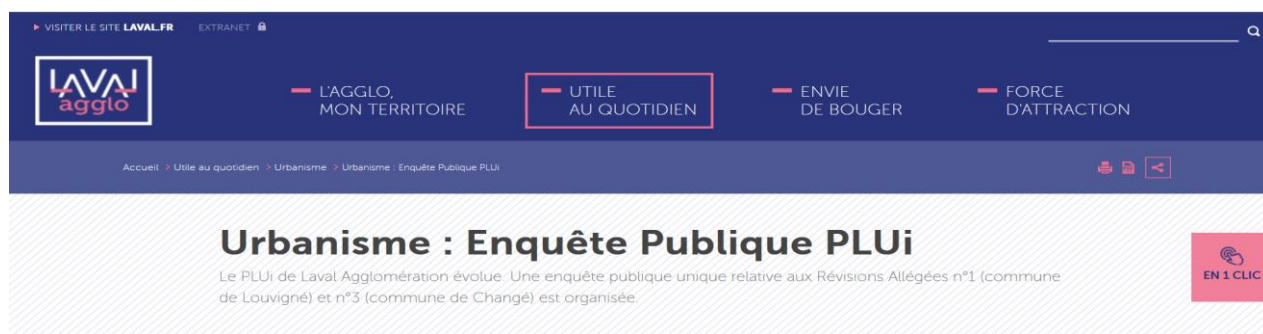 VISITER LE SITE LAVAL.FR EXTRANET
LAVAL
agglo
L'AGGLO,
MON TERRITOIRE
UTILE
AU QUOTIDIEN
ENVIE
DE BOUGER
FORCE
D'ATTRACTION
Accueil > Utile au quotidien > Urbanisme > Urbanisme : Enquête Publique PLUi
Urbanisme : Enquête Publique PLUi
Le PLUi de Laval Agglomération évolue. Une enquête publique unique relative aux Révisions Allégées n°1 (commune
de Louvigné) et n°3 (commune de Changé) est organisée.
EN 1 CLIC